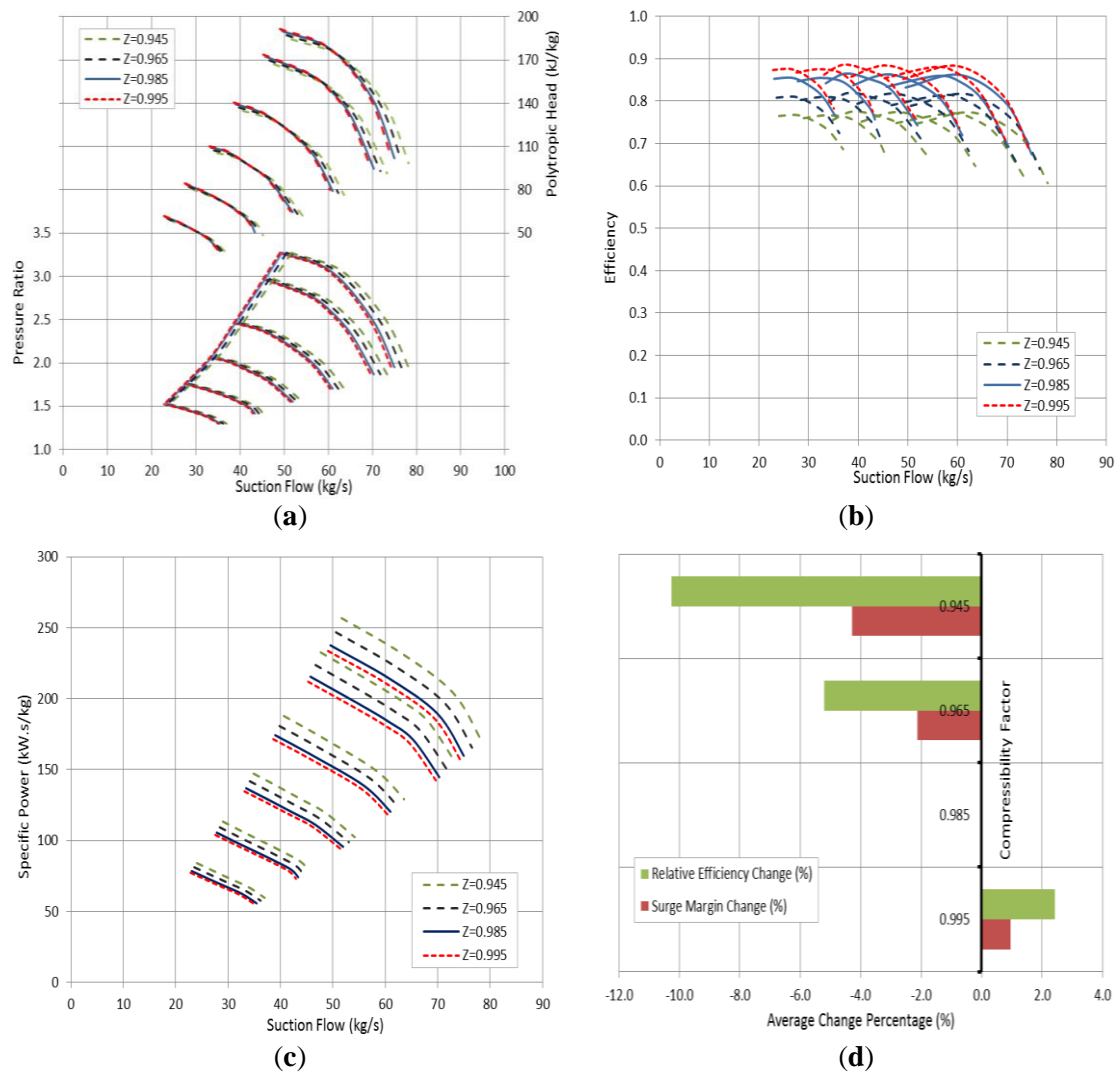 Z=0.945
Z=0.965
Z=0.985
Z=0.995
200
170
140
110
80
50
Polytropic Head (kJ/kg)
3.5
3.0
2.5
2.0
1.5
1.0
Pressure Ratio
0 10 20 30 40 50 60 70 80 90 100
Suction Flow (kg/s)
(a)
1.0
0.9
0.8
0.7
0.6
0.5
0.4
0.3
0.2
0.1
0.0
Efficiency
Z=0.945
Z=0.965
Z=0.985
Z=0.995
0 10 20 30 40 50 60 70 80 90
Suction Flow (kg/s)
(b)
300
250
200
150
100
50
0
Specific Power (kW.s/kg)
Z=0.945
Z=0.965
Z=0.985
Z=0.995
0 10 20 30 40 50 60 70 80 90
Suction Flow (kg/s)
(c)
0.945
0.965
0.985
0.995
Compressibility Factor
Relative Efficiency Change (%)
Surge Margin Change (%)
-12.0 -10.0 -8.0 -6.0 -4.0 -2.0 0.0 2.0 4.0
Average Change Percentage (%)
(d)